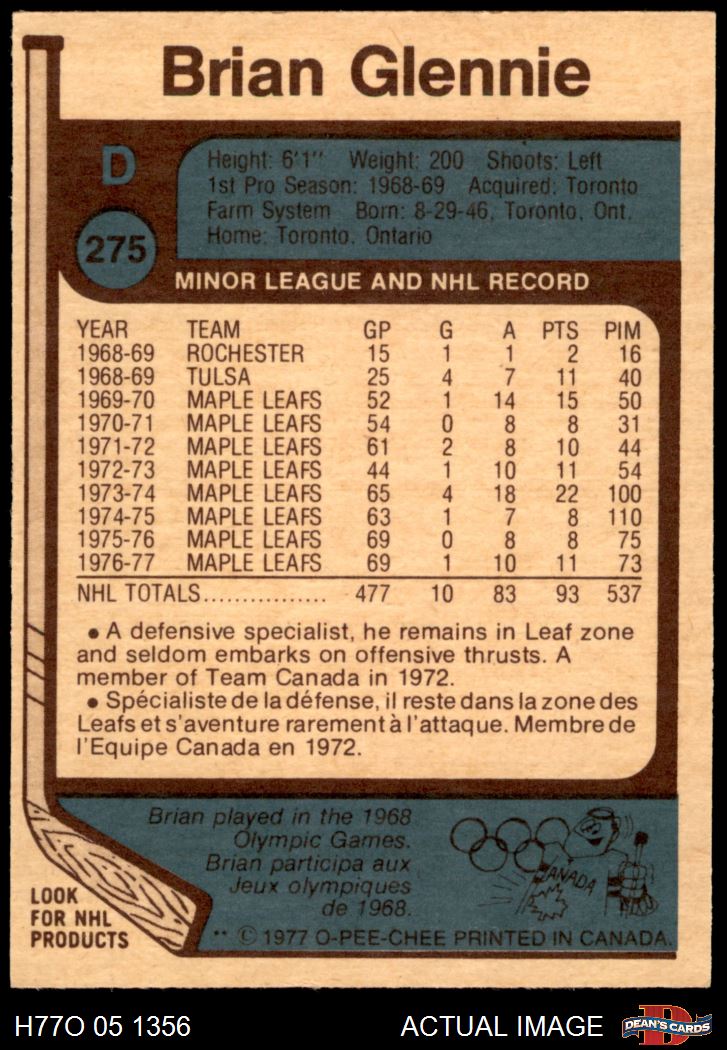 Brian Glennie
D
Height: 6'1" Weight: 200 Shoots: Left
1st Pro Season: 1968-69 Acquired: Toronto
Farm System Born: 8-29-46, Toronto, Ont.
Home: Toronto, Ontario
275
MINOR LEAGUE AND NHL RECORD
YEAR TEAM GP G A PTS PIM
1968-69 ROCHESTER 15 1 1 2 16
1968-69 TULSA 25 4 7 11 40
1969-70 MAPLE LEAFS 52 1 14 15 50
1970-71 MAPLE LEAFS 54 0 8 8 31
1971-72 MAPLE LEAFS 61 2 8 10 44
1972-73 MAPLE LEAFS 44 1 10 11 54
1973-74 MAPLE LEAFS 65 4 18 22 100
1974-75 MAPLE LEAFS 63 1 7 8 110
1975-76 MAPLE LEAFS 69 0 8 8 75
1976-77 MAPLE LEAFS 69 1 10 11 73
NHL TOTALS................ 477 10 83 93 537
• A defensive specialist, he remains in Leaf zone
and seldom embarks on offensive thrusts. A
member of Team Canada in 1972.
• Spécialiste de la défense, il reste dans la zone des
Leafs et s'aventure rarement à l'attaque. Membre de
l'Equipe Canada en 1972.
Brian played in the 1968
Olympic Games.
Brian participa aux
Jeux olympiques
de 1968.
CANADA
LOOK
FOR NHL
PRODUCTS
** © 1977 O-PEE-CHEE PRINTED IN CANADA.
H77O 05 1356 ACTUAL IMAGE
D
DEAN'S CARDS